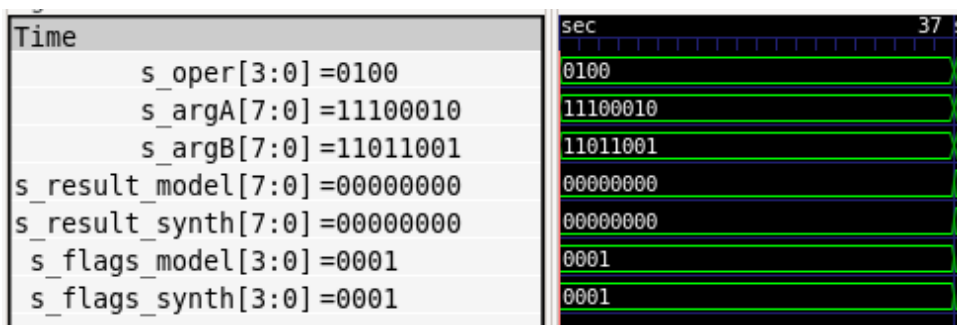 Time
s_oper[3:0]=0100
s_argA[7:0]=11100010
s_argB[7:0]=11011001
s_result_model[7:0]=00000000
s_result_synth[7:0]=00000000
s_flags_model[3:0]=0001
s_flags_synth[3:0]=0001
sec 37
0100
11100010
11011001
00000000
00000000
0001
0001